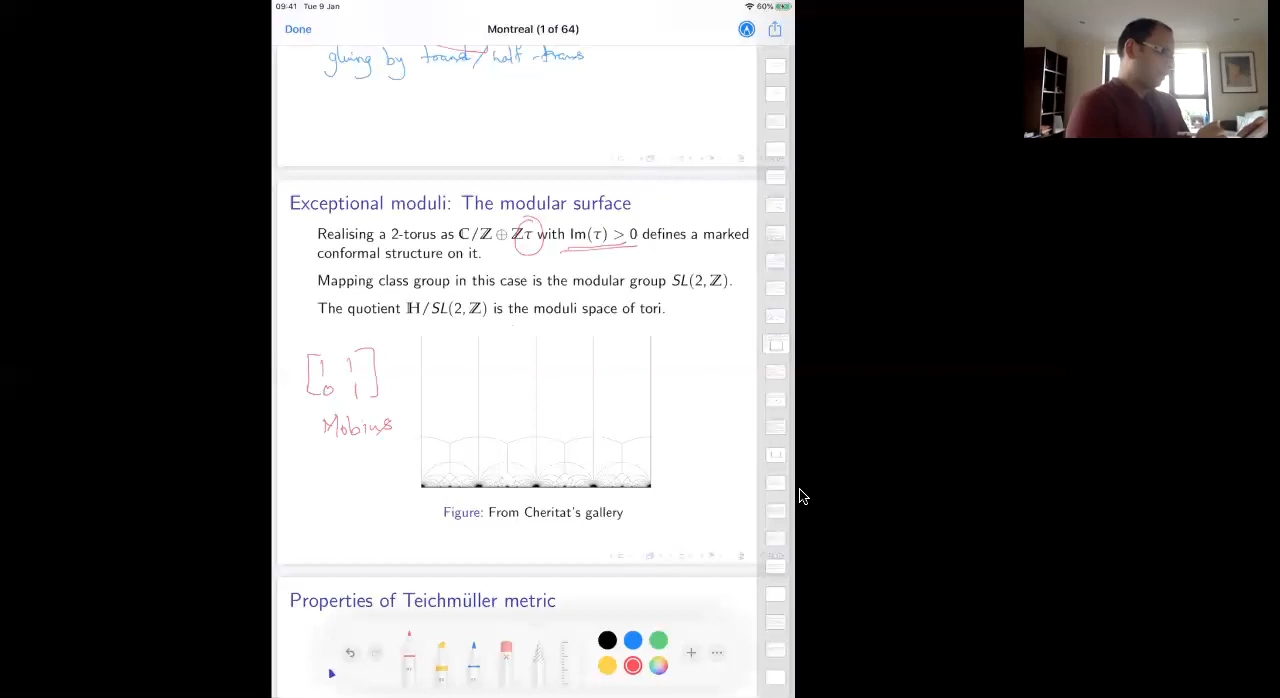 09:41 Tue 9 Jan
60%
Done
Montreal (1 of 64)
gluing by transl/half-trans
Exceptional moduli: The modular surface
Realising a 2-torus as ℂ/ℤ ⊕ ℤτ with Im(τ) > 0 defines a marked
conformal structure on it.
Mapping class group in this case is the modular group SL(2, ℤ).
The quotient ℍ/SL(2, ℤ) is the moduli space of tori.
1 1
0 1
Mobius
Figure: From Cheritat's gallery
Properties of Teichmüller metric